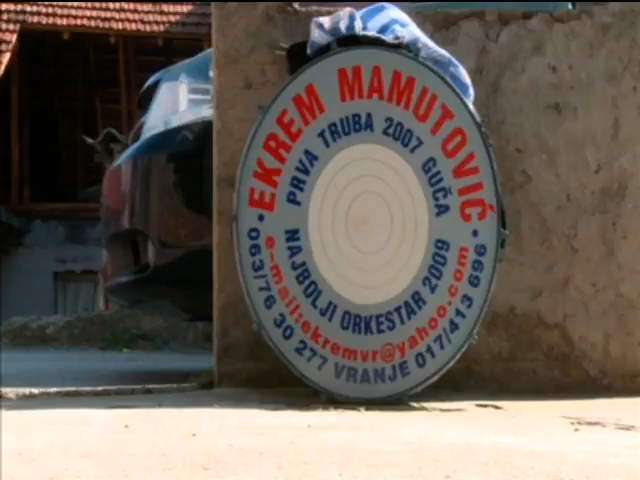 • EKREM MAMUTOVIĆ •
PRVA TRUBA 2007 GUČA
NAJBOLJI ORKESTAR 2009
e-mail:ekremvr@yahoo.com
063/76 30 277 VRANJE 017/413 696